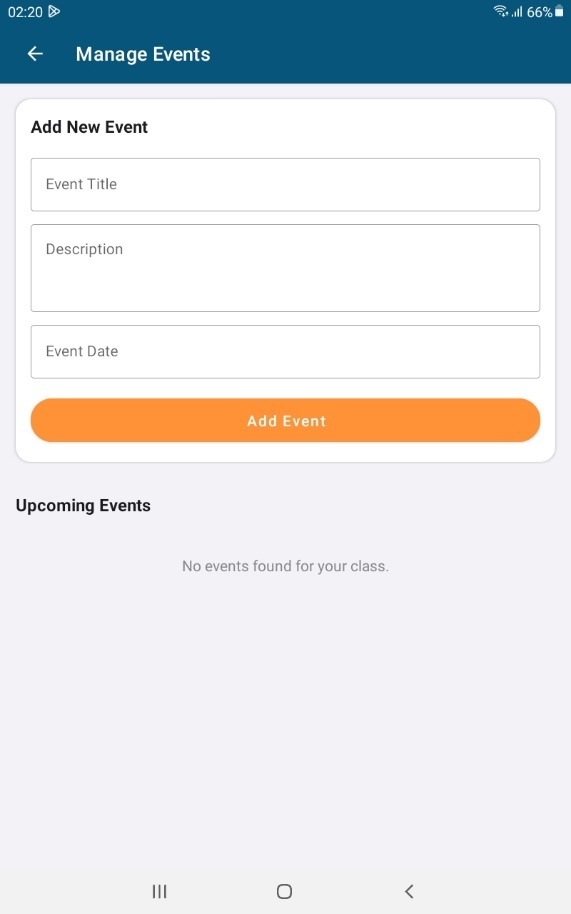 02:20 66%
Manage Events
Add New Event
Event Title
Description
Event Date
Add Event
Upcoming Events
No events found for your class.